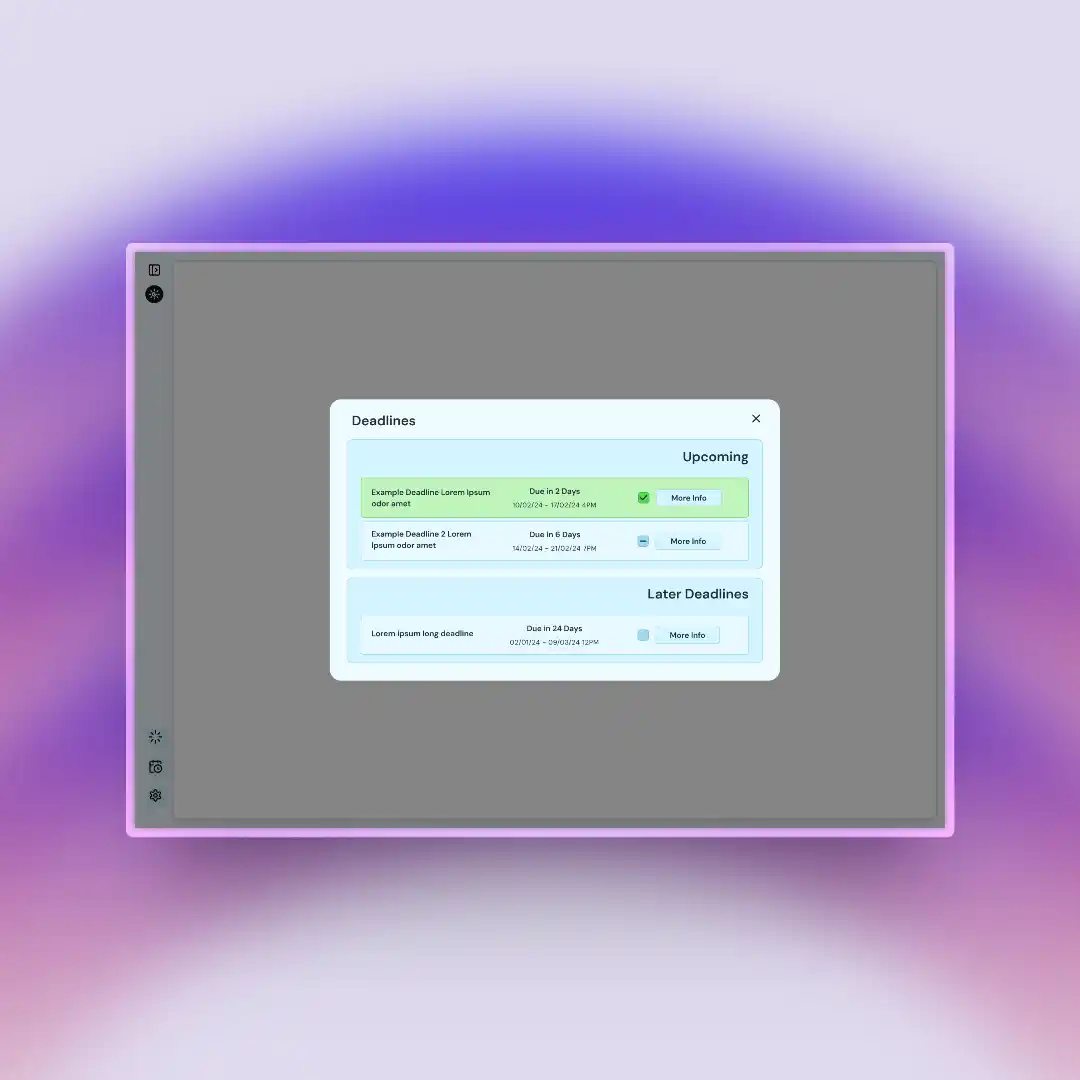 Deadlines
Upcoming
Example Deadline Lorem Ipsum
odor amet
Due in 2 Days
10/02/24 - 17/02/24 4PM
More Info
Example Deadline 2 Lorem
Ipsum odor amet
Due in 6 Days
14/02/24 - 21/02/24 7PM
More Info
Later Deadlines
Lorem ipsum long deadline
Due in 24 Days
02/01/24 - 09/03/24 12PM
More Info